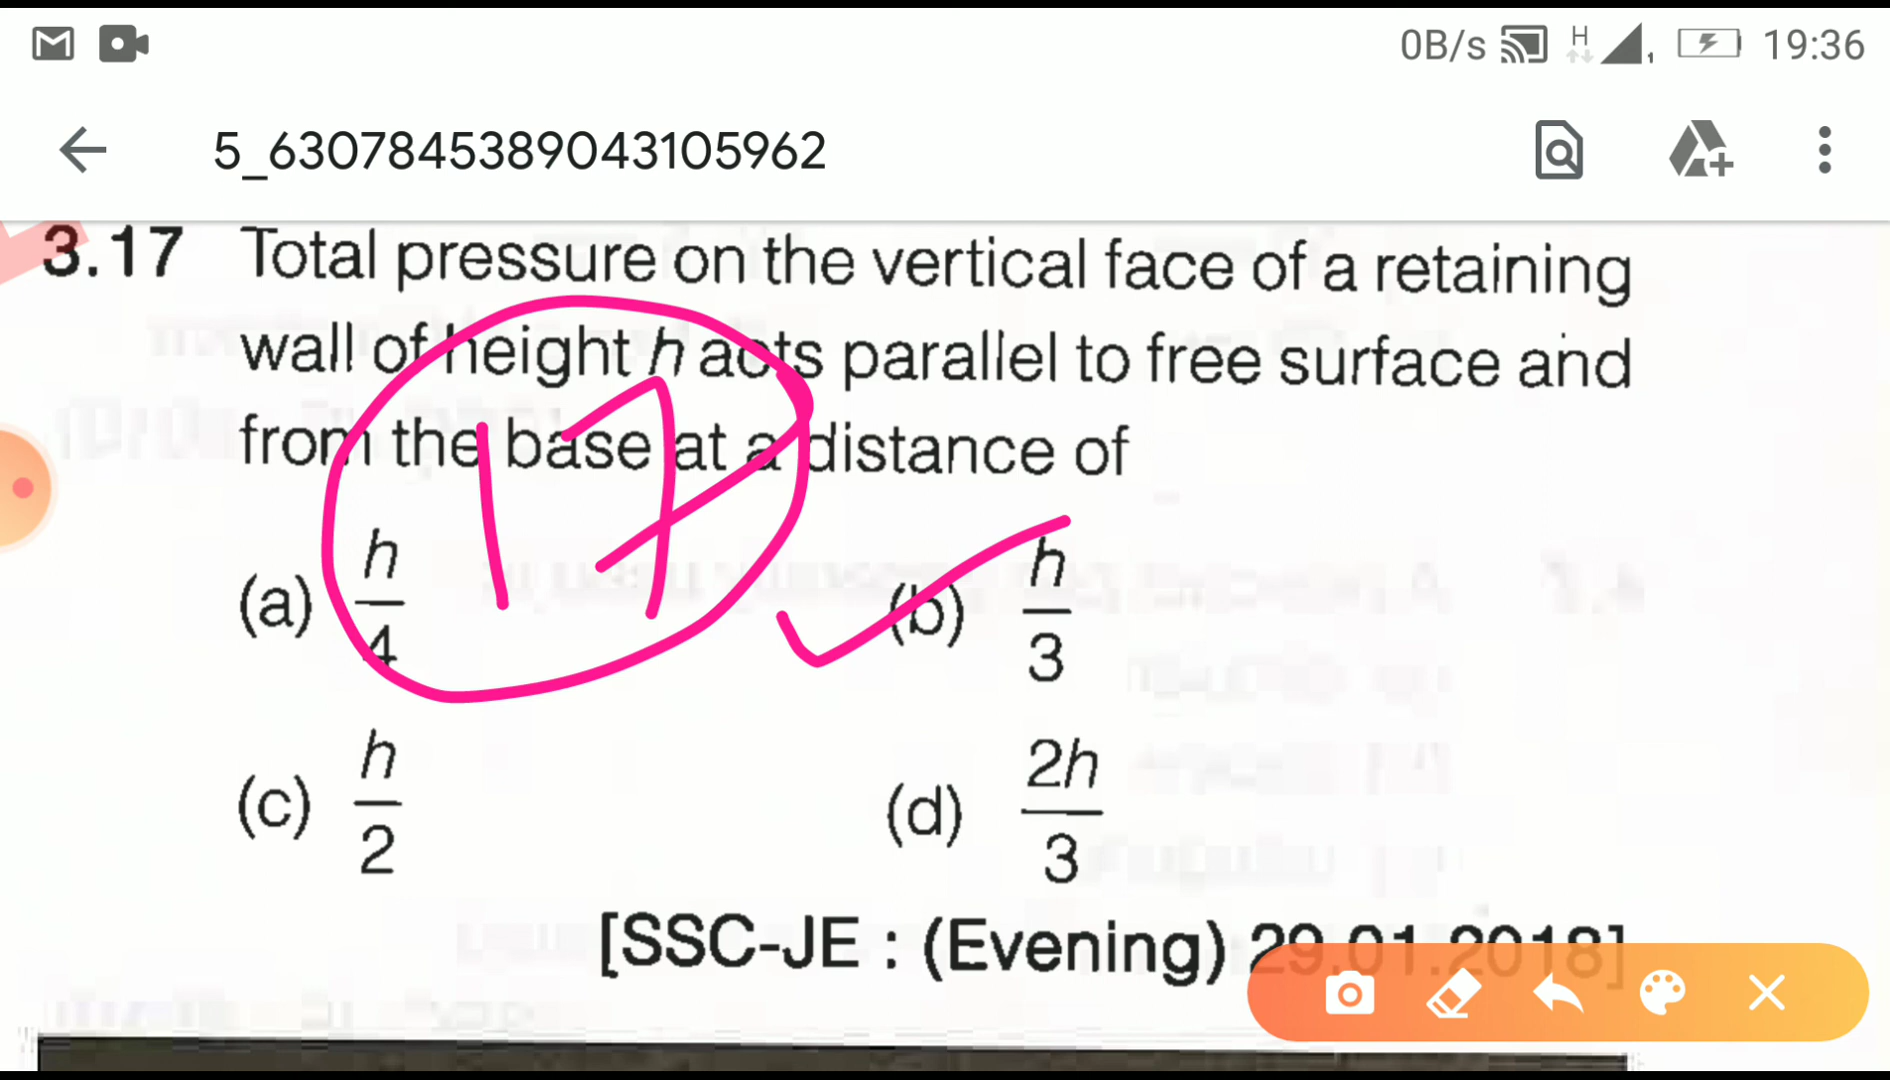 0B/s H 1 19:36
5_6307845389043105962
3.17 Total pressure on the vertical face of a retaining
wall of height h acts parallel to free surface and
from the base at a distance of
17
(a) h/4 (b) h/3
(c) h/2 (d) 2h/3
[SSC-JE : (Evening) 29.01.2018]